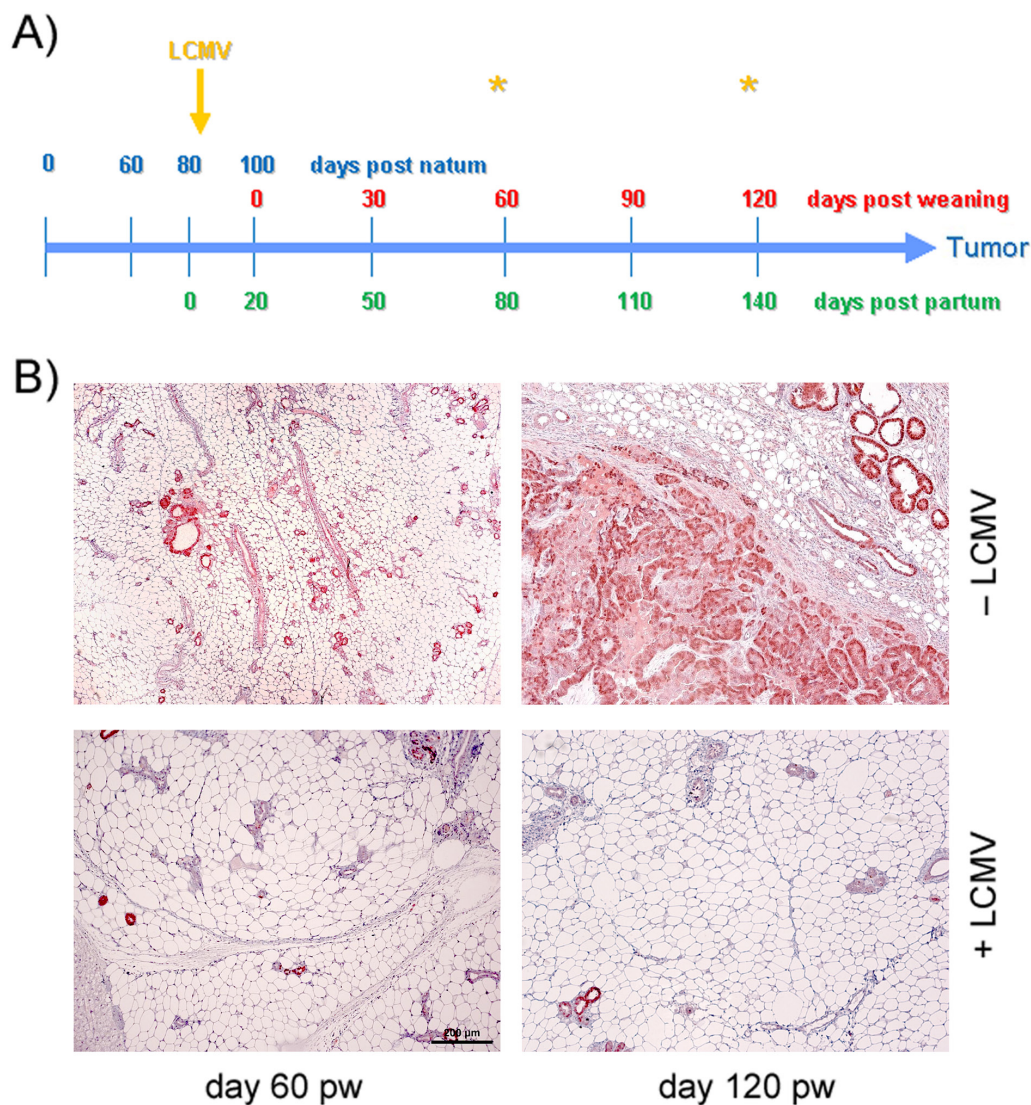 A)
LCMV
* *
0 60 80 100 days post natum
0 30 60 90 120 days post weaning
Tumor
0 20 50 80 110 140 days post partum
B)
– LCMV
200 µm
+ LCMV
day 60 pw day 120 pw